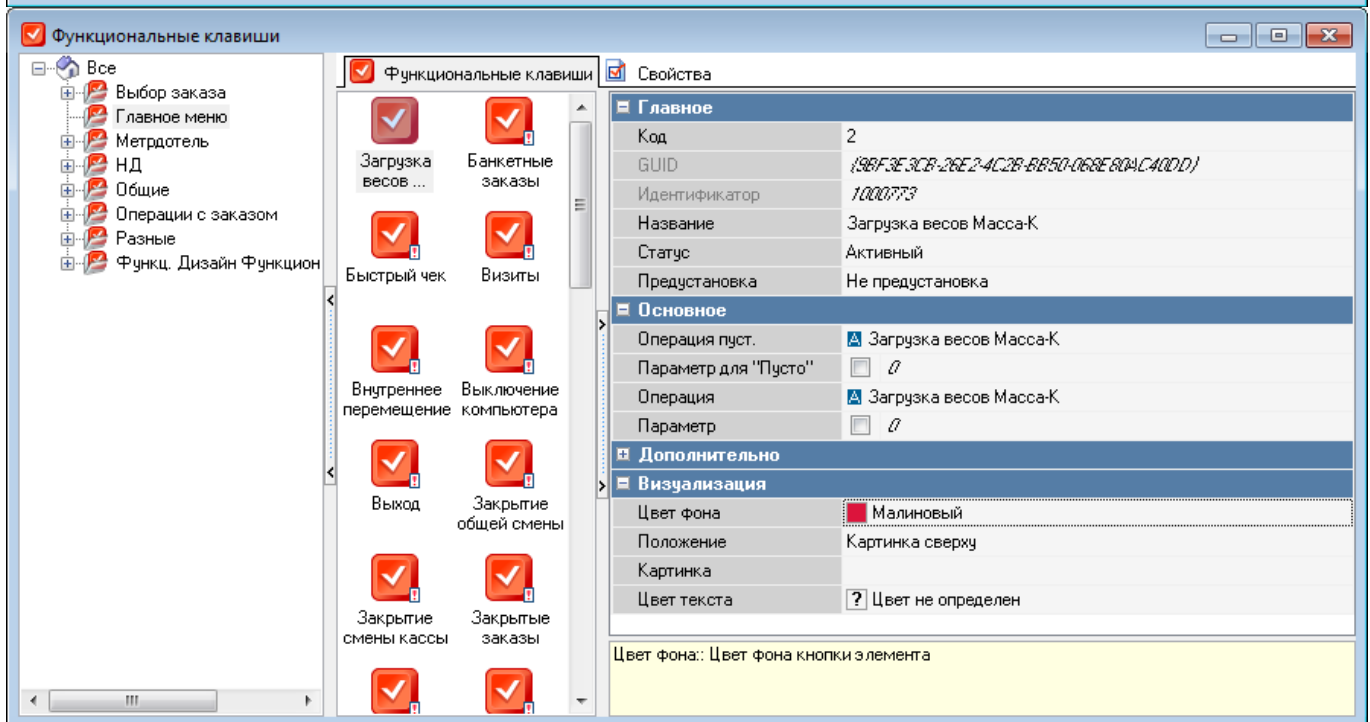 Функциональные клавиши
Все
Выбор заказа
Главное меню
Метрдотель
НД
Общие
Операции с заказом
Разные
Функц. Дизайн Функцион
Функциональные клавиши
Свойства
Загрузка
весов ...
Банкетные
заказы
Быстрый чек
Визиты
Внутреннее
перемещение
Выключение
компьютера
Выход
Закрытие
общей смены
Закрытие
смены кассы
Закрытые
заказы
Главное
Код 2
GUID {9BF3E3CB-26E2-4C2B-BB50-068E80AC40DD}
Идентификатор 1000773
Название Загрузка весов Масса-К
Статус Активный
Предустановка Не предустановка
Основное
Операция пуст. A Загрузка весов Масса-К
Параметр для "Пусто" 0
Операция A Загрузка весов Масса-К
Параметр 0
Дополнительно
Визуализация
Цвет фона Малиновый
Положение Картинка сверху
Картинка
Цвет текста ? Цвет не определен
Цвет фона:: Цвет фона кнопки элемента